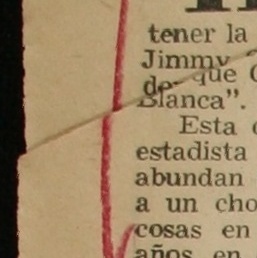 tener la
Jimmy
de que
Blanca".
Esta
estadista
abundan
a un cho
cosas en
años en